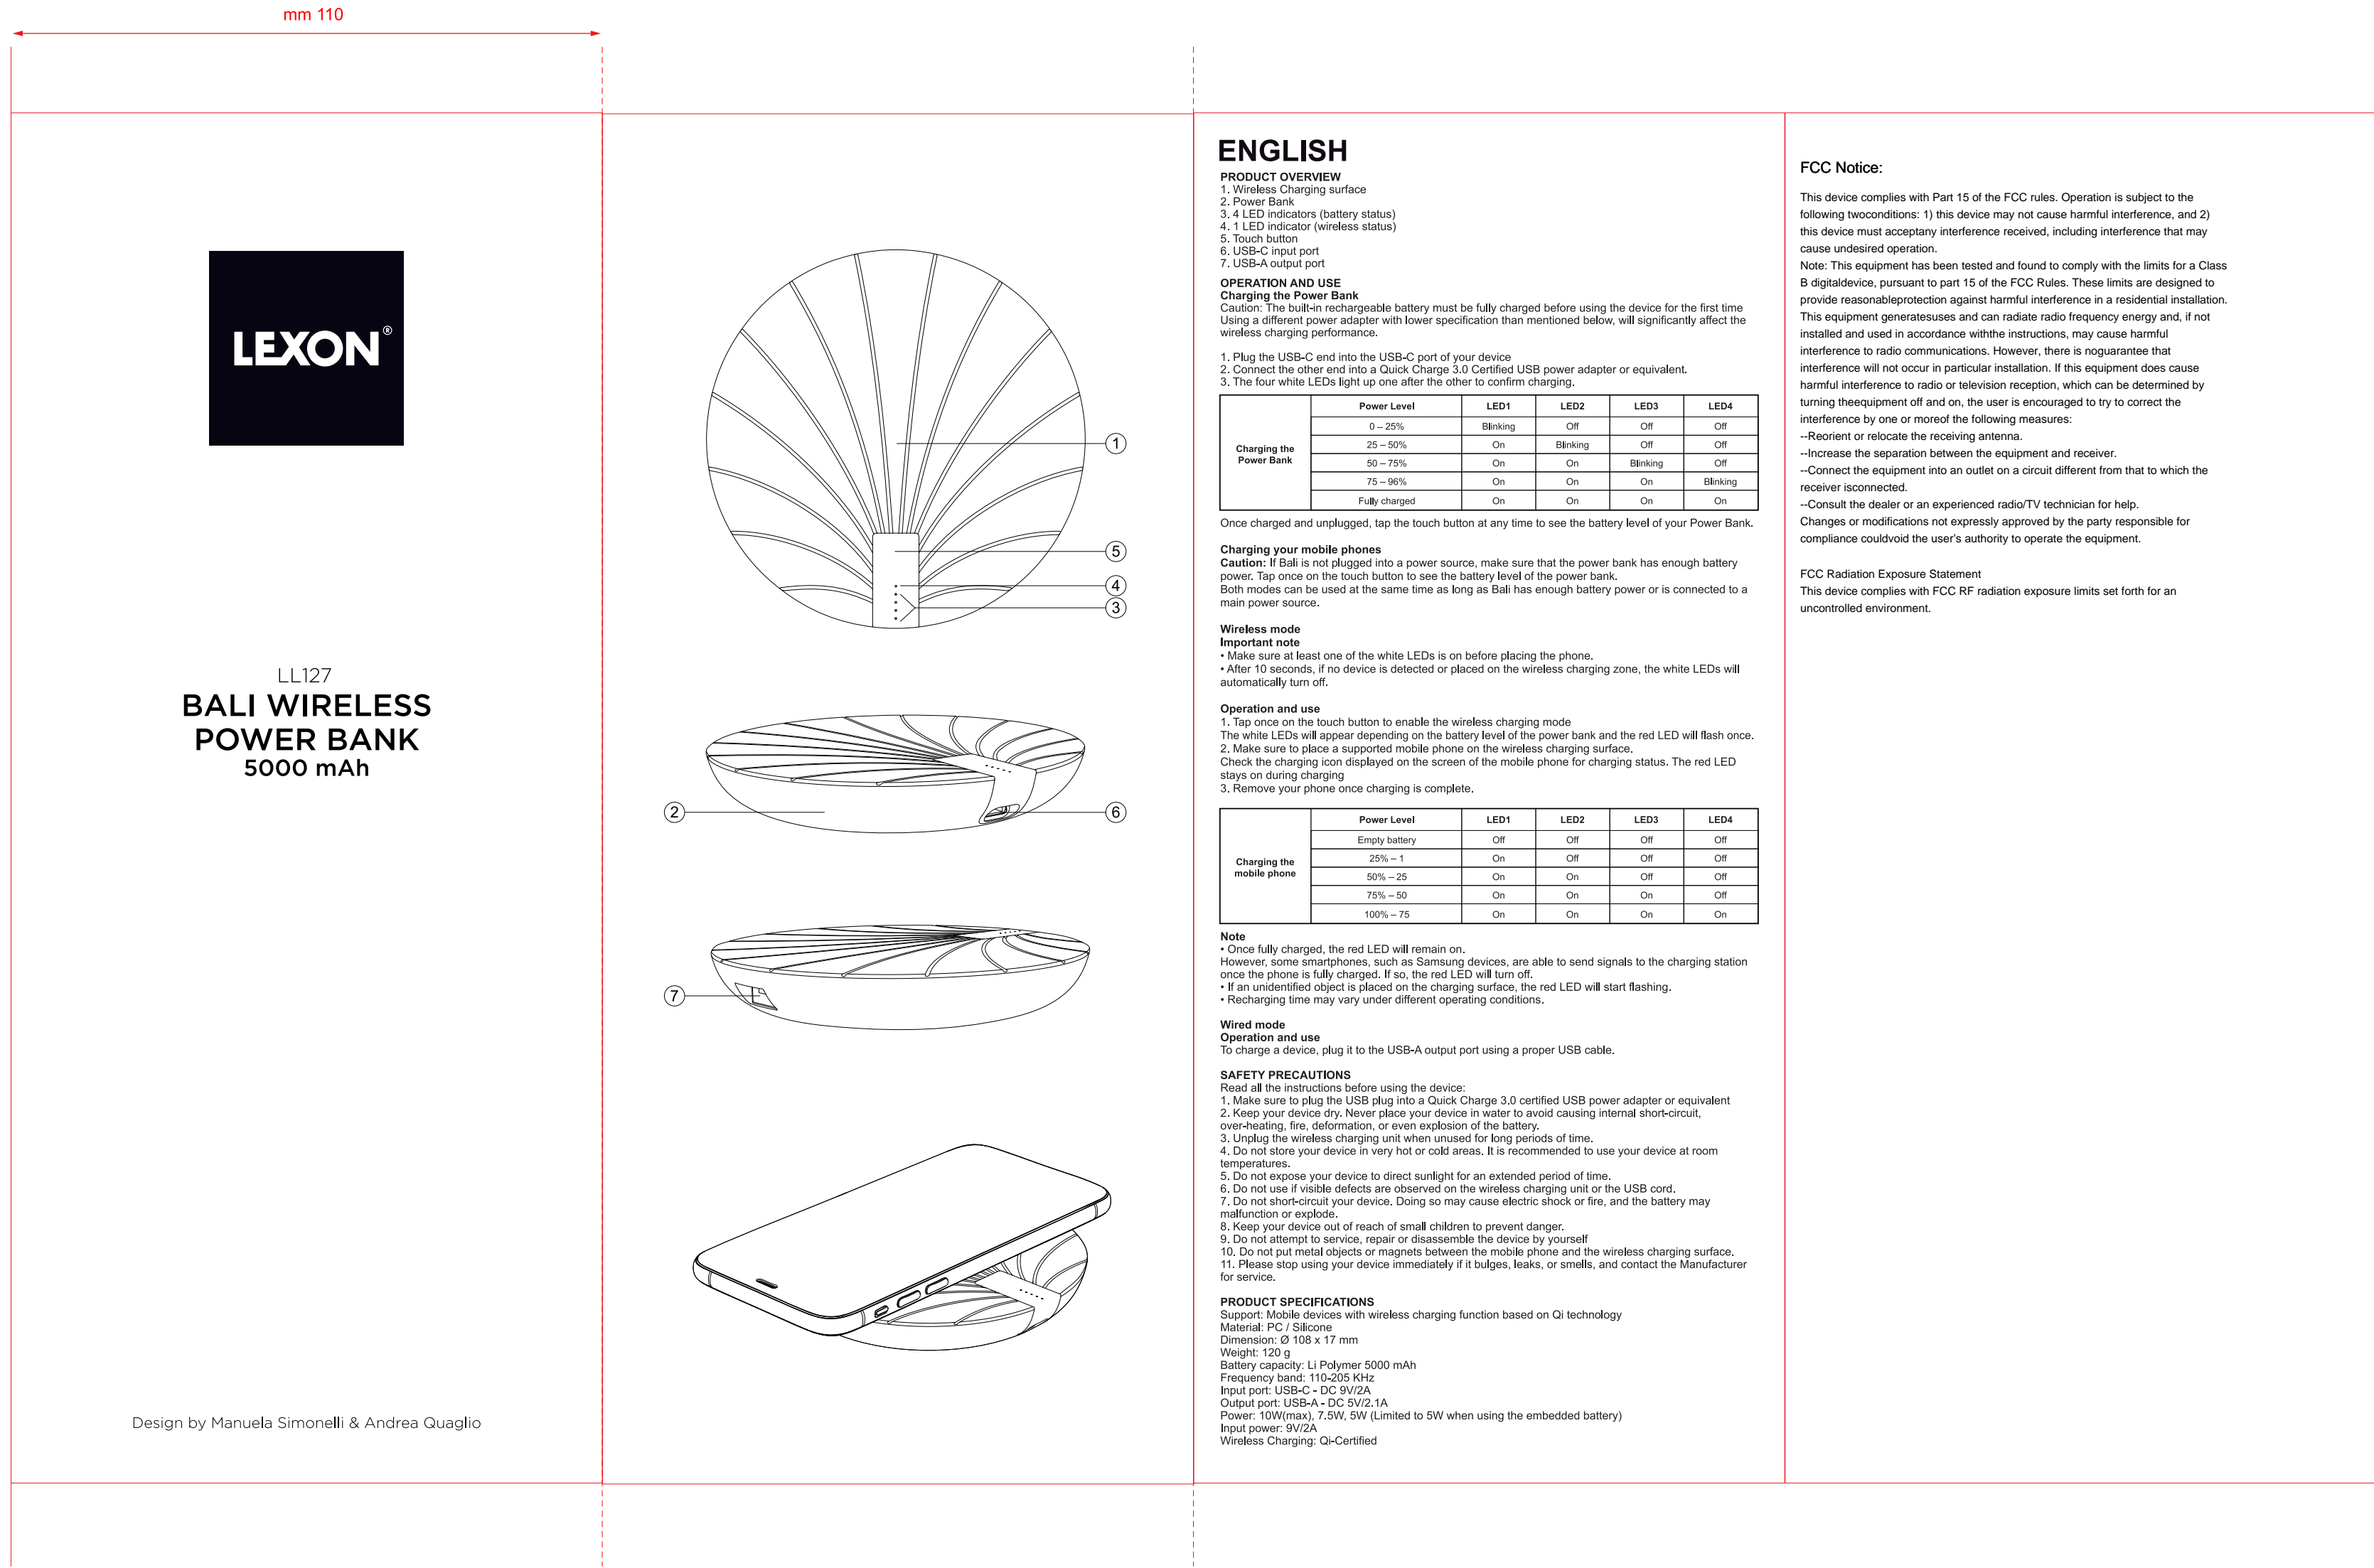 mm 110
LEXON®
LL127
BALI WIRELESS
POWER BANK
5000 mAh
Design by Manuela Simonelli & Andrea Quaglio
1
5
4
3
2
6
7
ENGLISH
PRODUCT OVERVIEW
1. Wireless Charging surface
2. Power Bank
3. 4 LED indicators (battery status)
4. 1 LED indicator (wireless status)
5. Touch button
6. USB-C input port
7. USB-A output port
OPERATION AND USE
Charging the Power Bank
Caution: The built-in rechargeable battery must be fully charged before using the device for the first time
Using a different power adapter with lower specification than mentioned below, will significantly affect the
wireless charging performance.
1. Plug the USB-C end into the USB-C port of your device
2. Connect the other end into a Quick Charge 3.0 Certified USB power adapter or equivalent.
3. The four white LEDs light up one after the other to confirm charging.
Charging the
Power Bank
Power Level LED1 LED2 LED3 LED4
0 – 25% Blinking Off Off Off
25 – 50% On Blinking Off Off
50 – 75% On On Blinking Off
75 – 96% On On On Blinking
Fully charged On On On On
Once charged and unplugged, tap the touch button at any time to see the battery level of your Power Bank.
Charging your mobile phones
Caution: If Bali is not plugged into a power source, make sure that the power bank has enough battery
power. Tap once on the touch button to see the battery level of the power bank.
Both modes can be used at the same time as long as Bali has enough battery power or is connected to a
main power source.
Wireless mode
Important note
• Make sure at least one of the white LEDs is on before placing the phone.
• After 10 seconds, if no device is detected or placed on the wireless charging zone, the white LEDs will
automatically turn off.
Operation and use
1. Tap once on the touch button to enable the wireless charging mode
The white LEDs will appear depending on the battery level of the power bank and the red LED will flash once.
2. Make sure to place a supported mobile phone on the wireless charging surface.
Check the charging icon displayed on the screen of the mobile phone for charging status. The red LED
stays on during charging
3. Remove your phone once charging is complete.
Charging the
mobile phone
Power Level LED1 LED2 LED3 LED4
Empty battery Off Off Off Off
25% – 1 On Off Off Off
50% – 25 On On Off Off
75% – 50 On On On Off
100% – 75 On On On On
Note
• Once fully charged, the red LED will remain on.
However, some smartphones, such as Samsung devices, are able to send signals to the charging station
once the phone is fully charged. If so, the red LED will turn off.
• If an unidentified object is placed on the charging surface, the red LED will start flashing.
• Recharging time may vary under different operating conditions.
Wired mode
Operation and use
To charge a device, plug it to the USB-A output port using a proper USB cable.
SAFETY PRECAUTIONS
Read all the instructions before using the device:
1. Make sure to plug the USB plug into a Quick Charge 3,0 certified USB power adapter or equivalent
2. Keep your device dry. Never place your device in water to avoid causing internal short-circuit,
over-heating, fire, deformation, or even explosion of the battery.
3. Unplug the wireless charging unit when unused for long periods of time.
4. Do not store your device in very hot or cold areas. It is recommended to use your device at room
temperatures.
5. Do not expose your device to direct sunlight for an extended period of time.
6. Do not use if visible defects are observed on the wireless charging unit or the USB cord.
7. Do not short-circuit your device. Doing so may cause electric shock or fire, and the battery may
malfunction or explode.
8. Keep your device out of reach of small children to prevent danger.
9. Do not attempt to service, repair or disassemble the device by yourself
10. Do not put metal objects or magnets between the mobile phone and the wireless charging surface.
11. Please stop using your device immediately if it bulges, leaks, or smells, and contact the Manufacturer
for service.
PRODUCT SPECIFICATIONS
Support: Mobile devices with wireless charging function based on Qi technology
Material: PC / Silicone
Dimension: Ø 108 x 17 mm
Weight: 120 g
Battery capacity: Li Polymer 5000 mAh
Frequency band: 110-205 KHz
Input port: USB-C - DC 9V/2A
Output port: USB-A - DC 5V/2.1A
Power: 10W(max), 7.5W, 5W (Limited to 5W when using the embedded battery)
Input power: 9V/2A
Wireless Charging: Qi-Certified
FCC Notice:
This device complies with Part 15 of the FCC rules. Operation is subject to the
following twoconditions: 1) this device may not cause harmful interference, and 2)
this device must acceptany interference received, including interference that may
cause undesired operation.
Note: This equipment has been tested and found to comply with the limits for a Class
B digitaldevice, pursuant to part 15 of the FCC Rules. These limits are designed to
provide reasonableprotection against harmful interference in a residential installation.
This equipment generatesuses and can radiate radio frequency energy and, if not
installed and used in accordance withthe instructions, may cause harmful
interference to radio communications. However, there is noguarantee that
interference will not occur in particular installation. If this equipment does cause
harmful interference to radio or television reception, which can be determined by
turning theequipment off and on, the user is encouraged to try to correct the
interference by one or moreof the following measures:
--Reorient or relocate the receiving antenna.
--Increase the separation between the equipment and receiver.
--Connect the equipment into an outlet on a circuit different from that to which the
receiver isconnected.
--Consult the dealer or an experienced radio/TV technician for help.
Changes or modifications not expressly approved by the party responsible for
compliance couldvoid the user's authority to operate the equipment.
FCC Radiation Exposure Statement
This device complies with FCC RF radiation exposure limits set forth for an
uncontrolled environment.